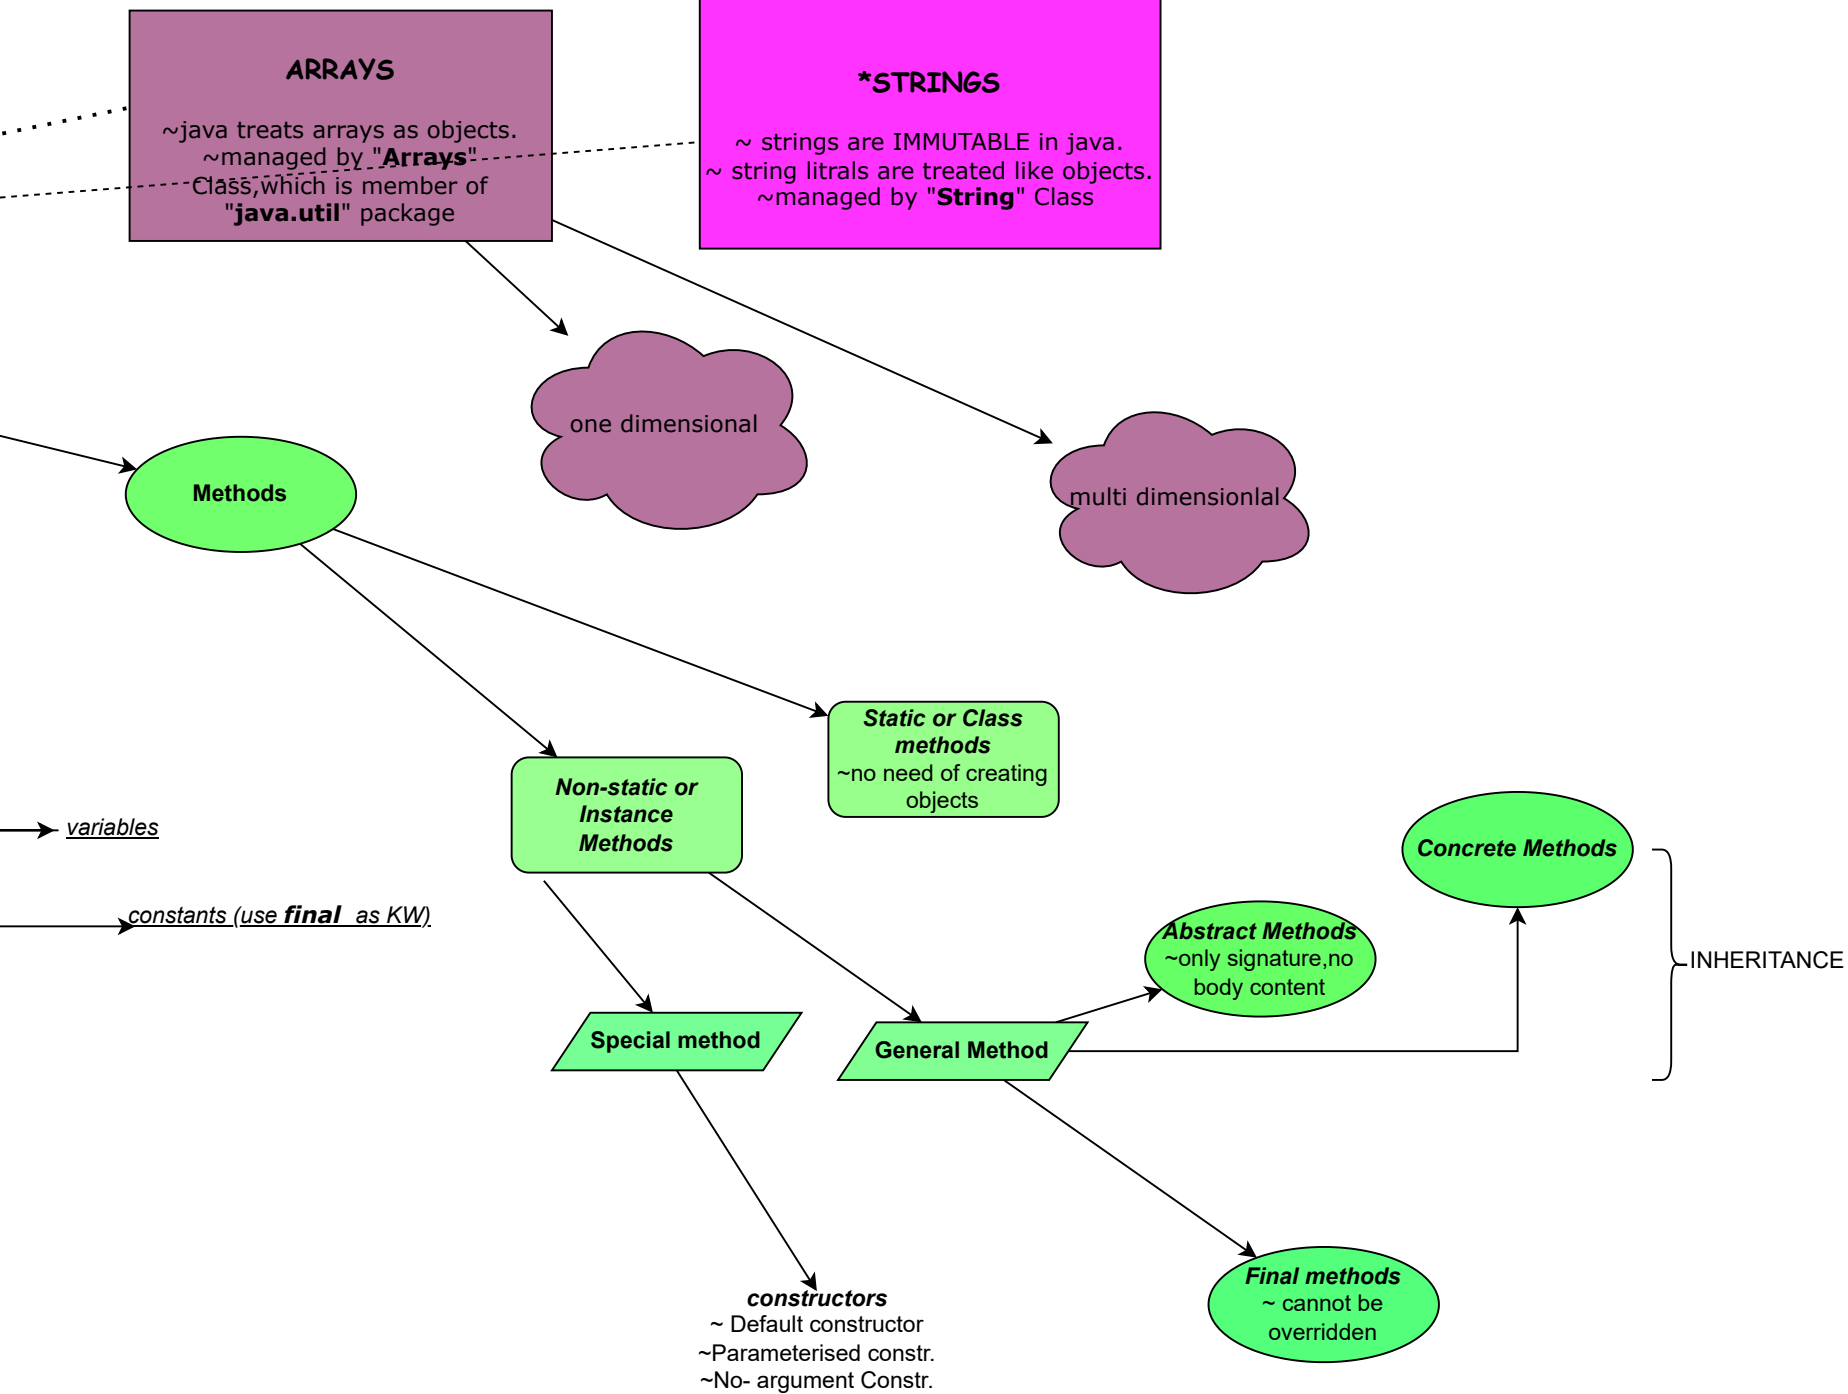 ARRAYS
~java treats arrays as objects.
~managed by "Arrays"
Class,which is member of
"java.util" package
*STRINGS
~ strings are IMMUTABLE in java.
~ string litrals are treated like objects.
~managed by "String" Class
one dimensional
multi dimensionlal
Methods
Static or Class
methods
~no need of creating
objects
Non-static or
Instance
Methods
variables
constants (use final as KW)
Concrete Methods
Abstract Methods
~only signature,no
body content
INHERITANCE
Special method
General Method
Final methods
~ cannot be
overridden
constructors
~ Default constructor
~Parameterised constr.
~No- argument Constr.